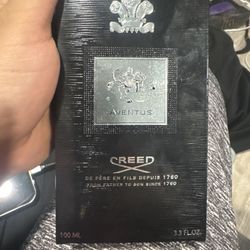 AVENTUS
CREED
DE PÈRE EN FILS DEPUIS 1760
FROM FATHER TO SON SINCE 1760
100 ML
3.3 FL.OZ